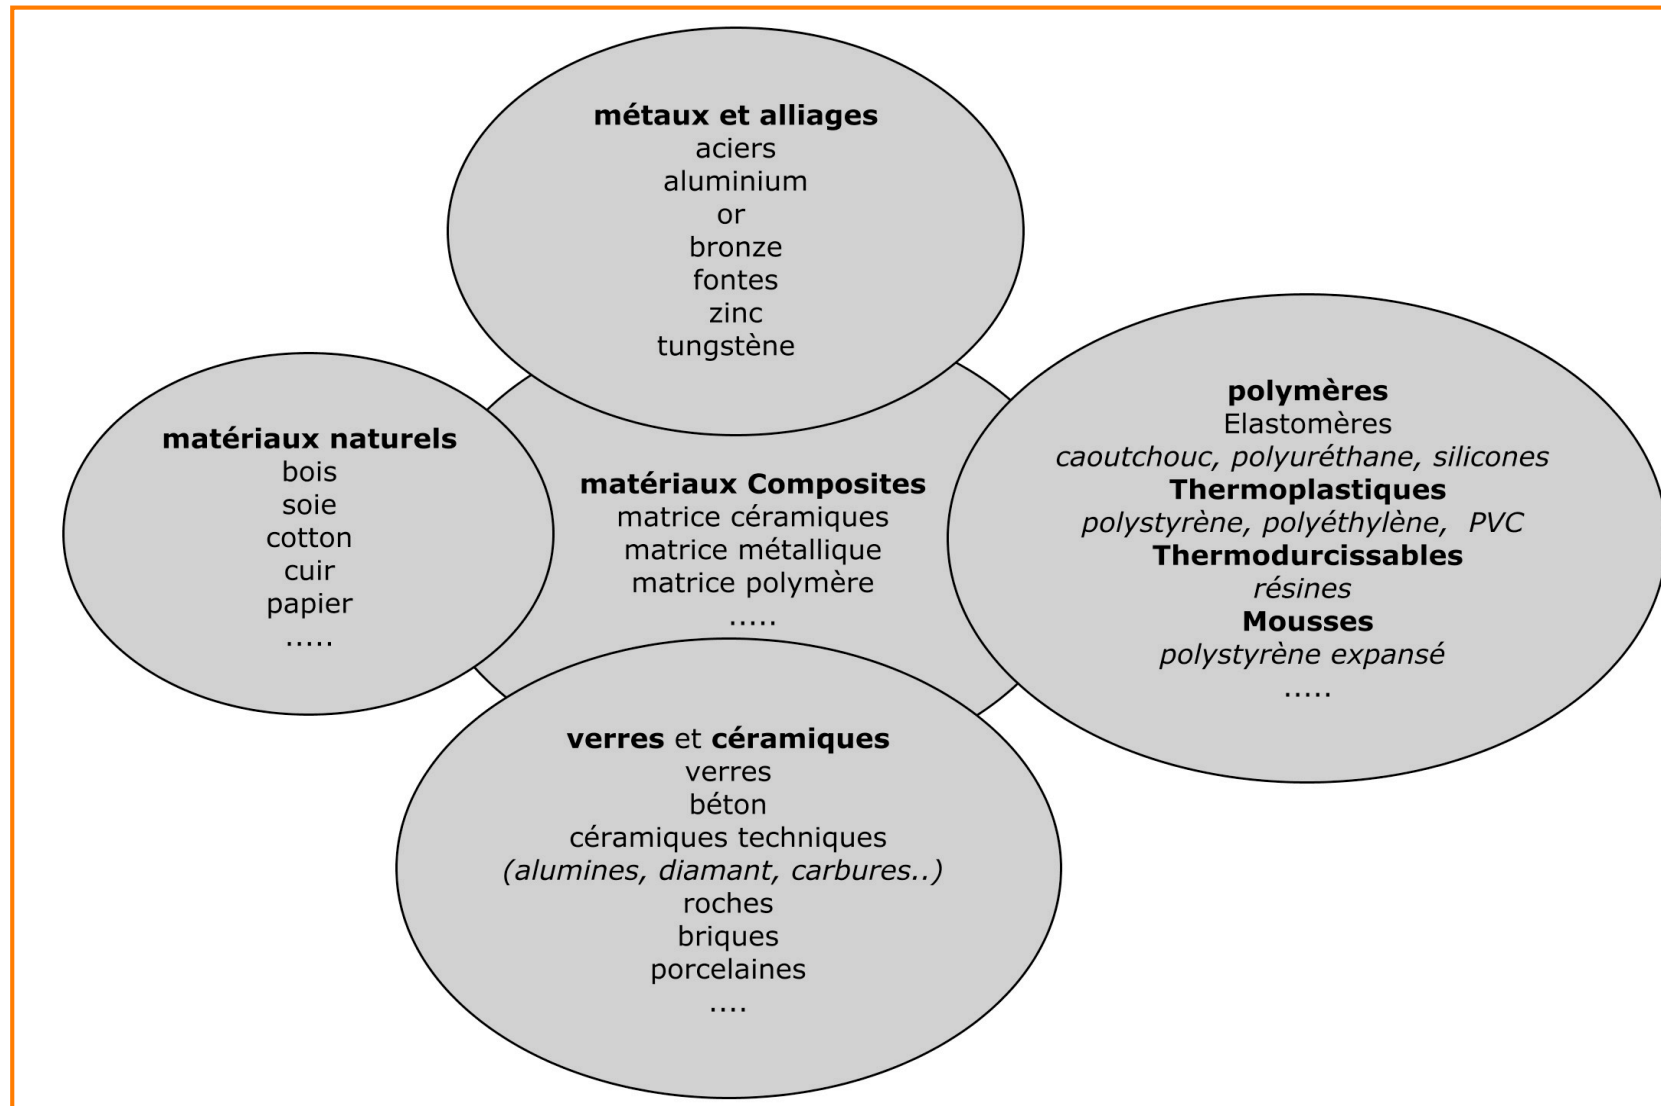 métaux et alliages
aciers
aluminium
or
bronze
fontes
zinc
tungstène
matériaux naturels
bois
soie
cotton
cuir
papier
.....
matériaux Composites
matrice céramiques
matrice métallique
matrice polymère
.....
polymères
Elastomères
caoutchouc, polyuréthane, silicones
Thermoplastiques
polystyrène, polyéthylène, PVC
Thermodurcissables
résines
Mousses
polystyrène expansé
.....
verres et céramiques
verres
béton
céramiques techniques
(alumines, diamant, carbures..)
roches
briques
porcelaines
....